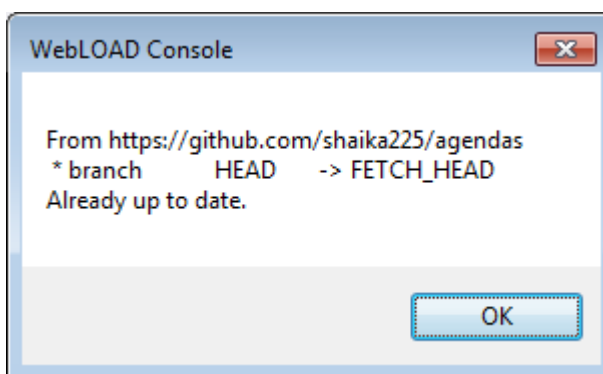 WebLOAD Console
From https://github.com/shaika225/agendas
* branch HEAD -> FETCH_HEAD
Already up to date.
OK